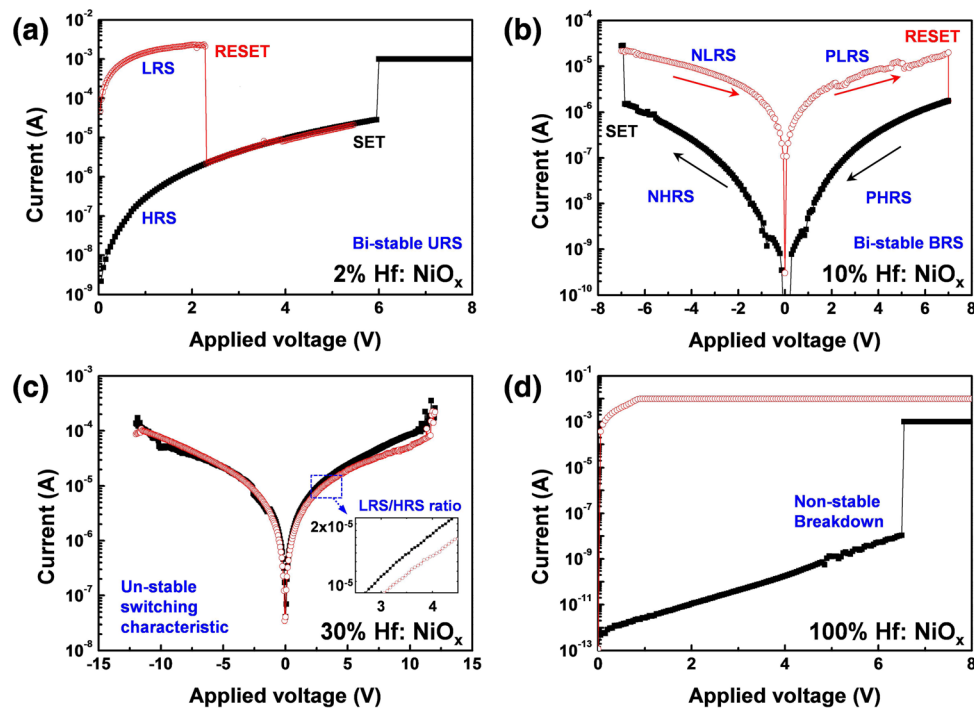 (a)
10⁻²
10⁻³
10⁻⁴
10⁻⁵
10⁻⁶
10⁻⁷
10⁻⁸
10⁻⁹
Current (A)
RESET
LRS
SET
HRS
Bi-stable URS
2% Hf: NiOₓ
0 2 4 6 8
Applied voltage (V)
(b)
10⁻⁴
10⁻⁵
10⁻⁶
10⁻⁷
10⁻⁸
10⁻⁹
10⁻¹⁰
Current (A)
RESET
NLRS PLRS
SET
NHRS PHRS
Bi-stable BRS
10% Hf: NiOₓ
-8 -6 -4 -2 0 2 4 6 8
Applied voltage (V)
(c)
10⁻³
10⁻⁴
10⁻⁵
10⁻⁶
10⁻⁷
10⁻⁸
Current (A)
LRS/HRS ratio
2x10⁻⁵
10⁻⁵
3 4
Un-stable
switching
characteristic
30% Hf: NiOₓ
-15 -10 -5 0 5 10 15
Applied voltage (V)
(d)
10⁻¹
10⁻³
10⁻⁵
10⁻⁷
10⁻⁹
10⁻¹¹
10⁻¹³
Current (A)
Non-stable
Breakdown
100% Hf: NiOₓ
0 2 4 6 8
Applied voltage (V)